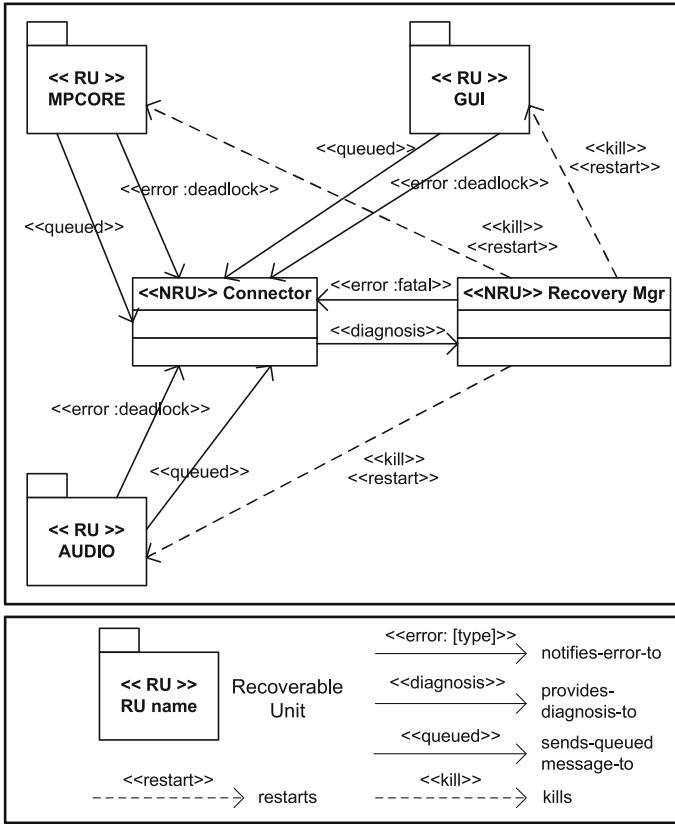 << RU >>
MPCORE
<< RU >>
GUI
<<queued>>
<<kill>>
<<restart>>
<<error :deadlock>>
<<error :deadlock>>
<<queued>>
<<kill>>
<<restart>>
<<NRU>> Connector
<<error :fatal>>
<<NRU>> Recovery Mgr
<<diagnosis>>
<<error :deadlock>>
<<queued>>
<<kill>>
<<restart>>
<< RU >>
AUDIO
<<error: [type]>>
notifies-error-to
<< RU >>
RU name
Recoverable
Unit
<<diagnosis>>
provides-
diagnosis-to
<<queued>>
sends-queued
message-to
<<restart>>
restarts
<<kill>>
kills